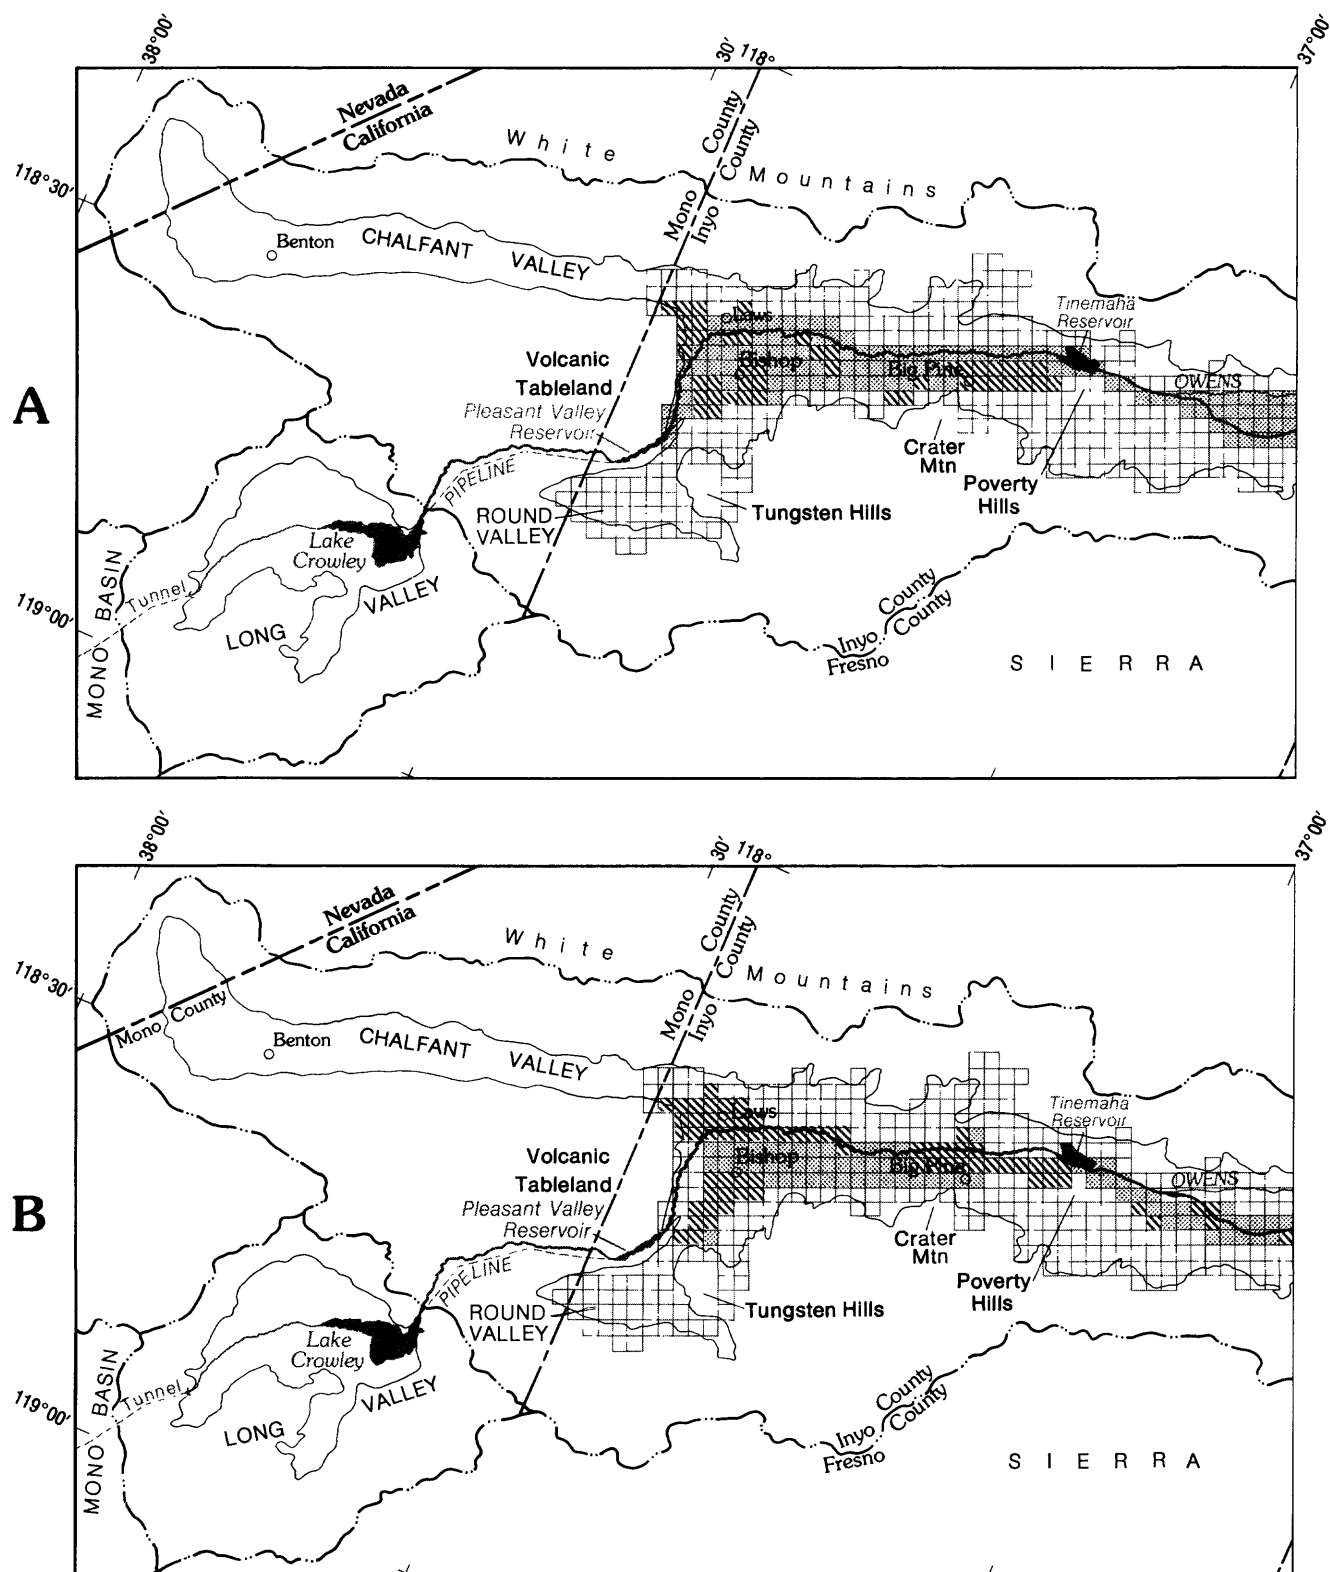 38°00'
30'
118°
37°00'
Nevada
California
County
County
White
Mountains
118°30'
Mono
Inyo
Benton
CHALFANT
VALLEY
Tinemaha
Reservoir
Laws
Volcanic
Tableland
Bishop
Big Pine
OWENS
A
Pleasant Valley
Reservoir
Crater
Mtn
PIPELINE
Poverty
Hills
ROUND
VALLEY
Tungsten Hills
Lake
Crowley
MONO BASIN
Tunnel
VALLEY
119°00'
LONG
County
County
Inyo
Fresno
SIERRA
38°00'
30'
118°
37°00'
Nevada
California
County
County
White
Mountains
118°30'
Mono County
Mono
Inyo
Benton
CHALFANT
VALLEY
Tinemaha
Reservoir
Laws
Volcanic
Tableland
Bishop
Big Pine
OWENS
B
Pleasant Valley
Reservoir
Crater
Mtn
PIPELINE
Poverty
Hills
ROUND
VALLEY
Tungsten Hills
Lake
Crowley
MONO BASIN
Tunnel
VALLEY
119°00'
LONG
County
County
Inyo
Fresno
SIERRA